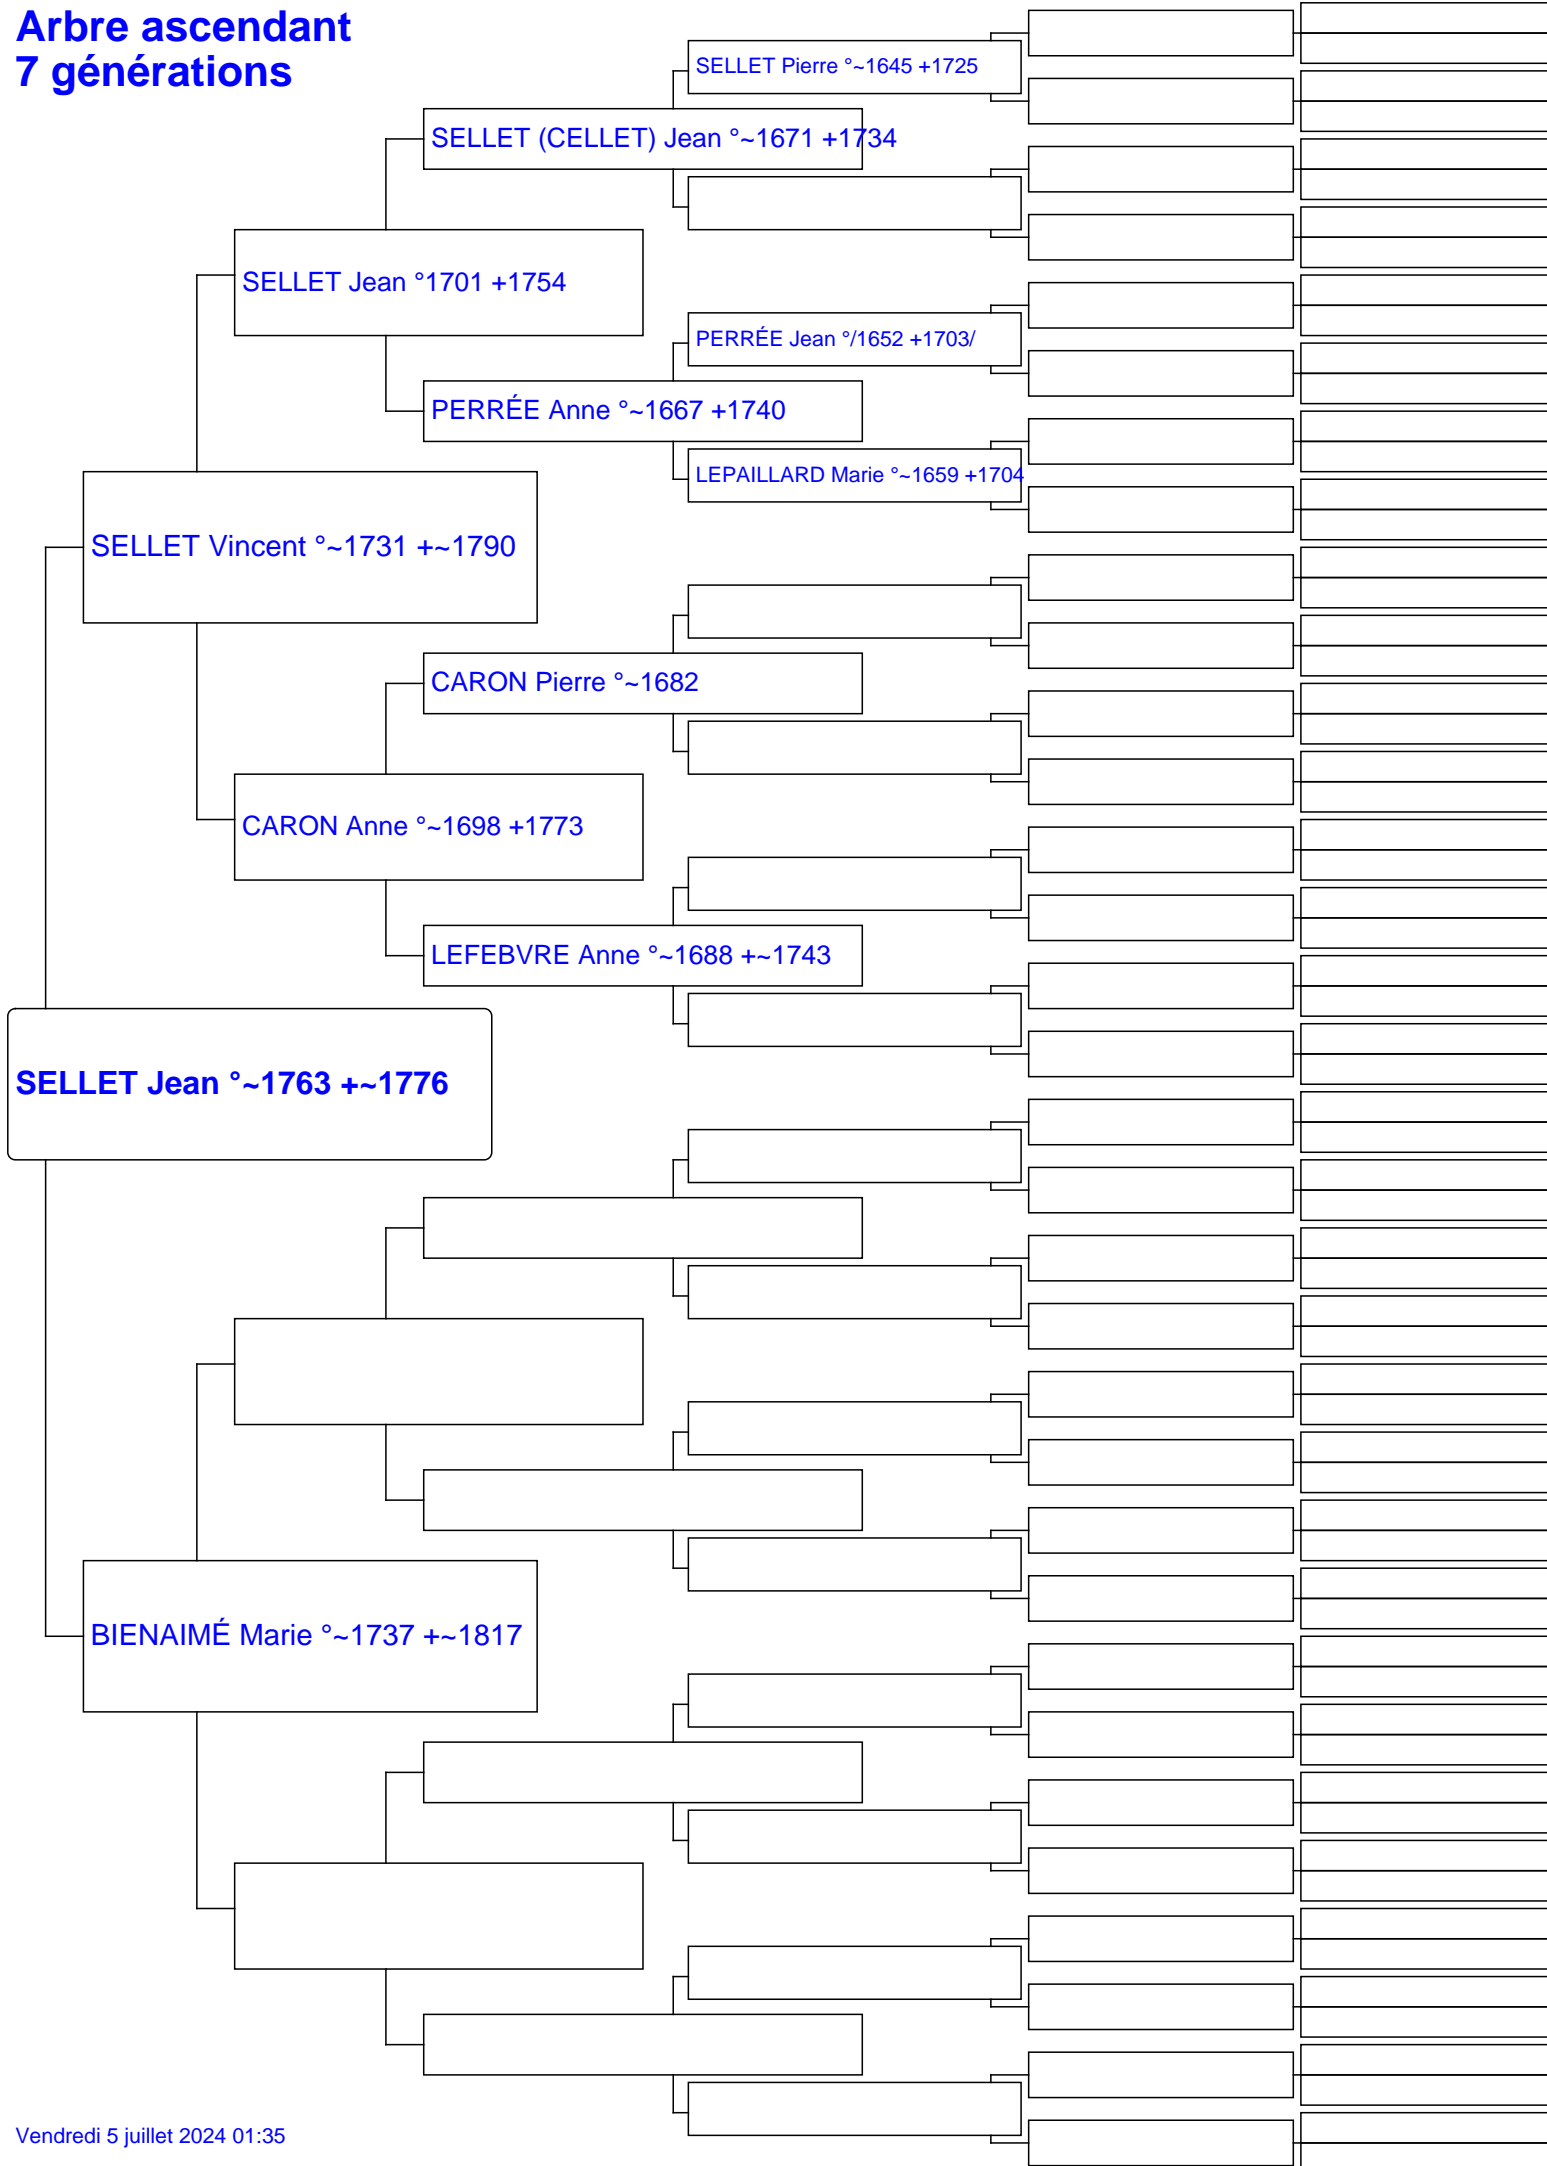 Arbre ascendant
7 générations
SELLET Pierre °~1645 +1725
SELLET (CELLET) Jean °~1671 +1734
SELLET Jean °1701 +1754
PERRÉE Jean °/1652 +1703/
PERRÉE Anne °~1667 +1740
LEPAILLARD Marie °~1659 +1704
SELLET Vincent °~1731 +~1790
CARON Pierre °~1682
CARON Anne °~1698 +1773
LEFEBVRE Anne °~1688 +~1743
SELLET Jean °~1763 +~1776
BIENAIMÉ Marie °~1737 +~1817
Vendredi 5 juillet 2024 01:35